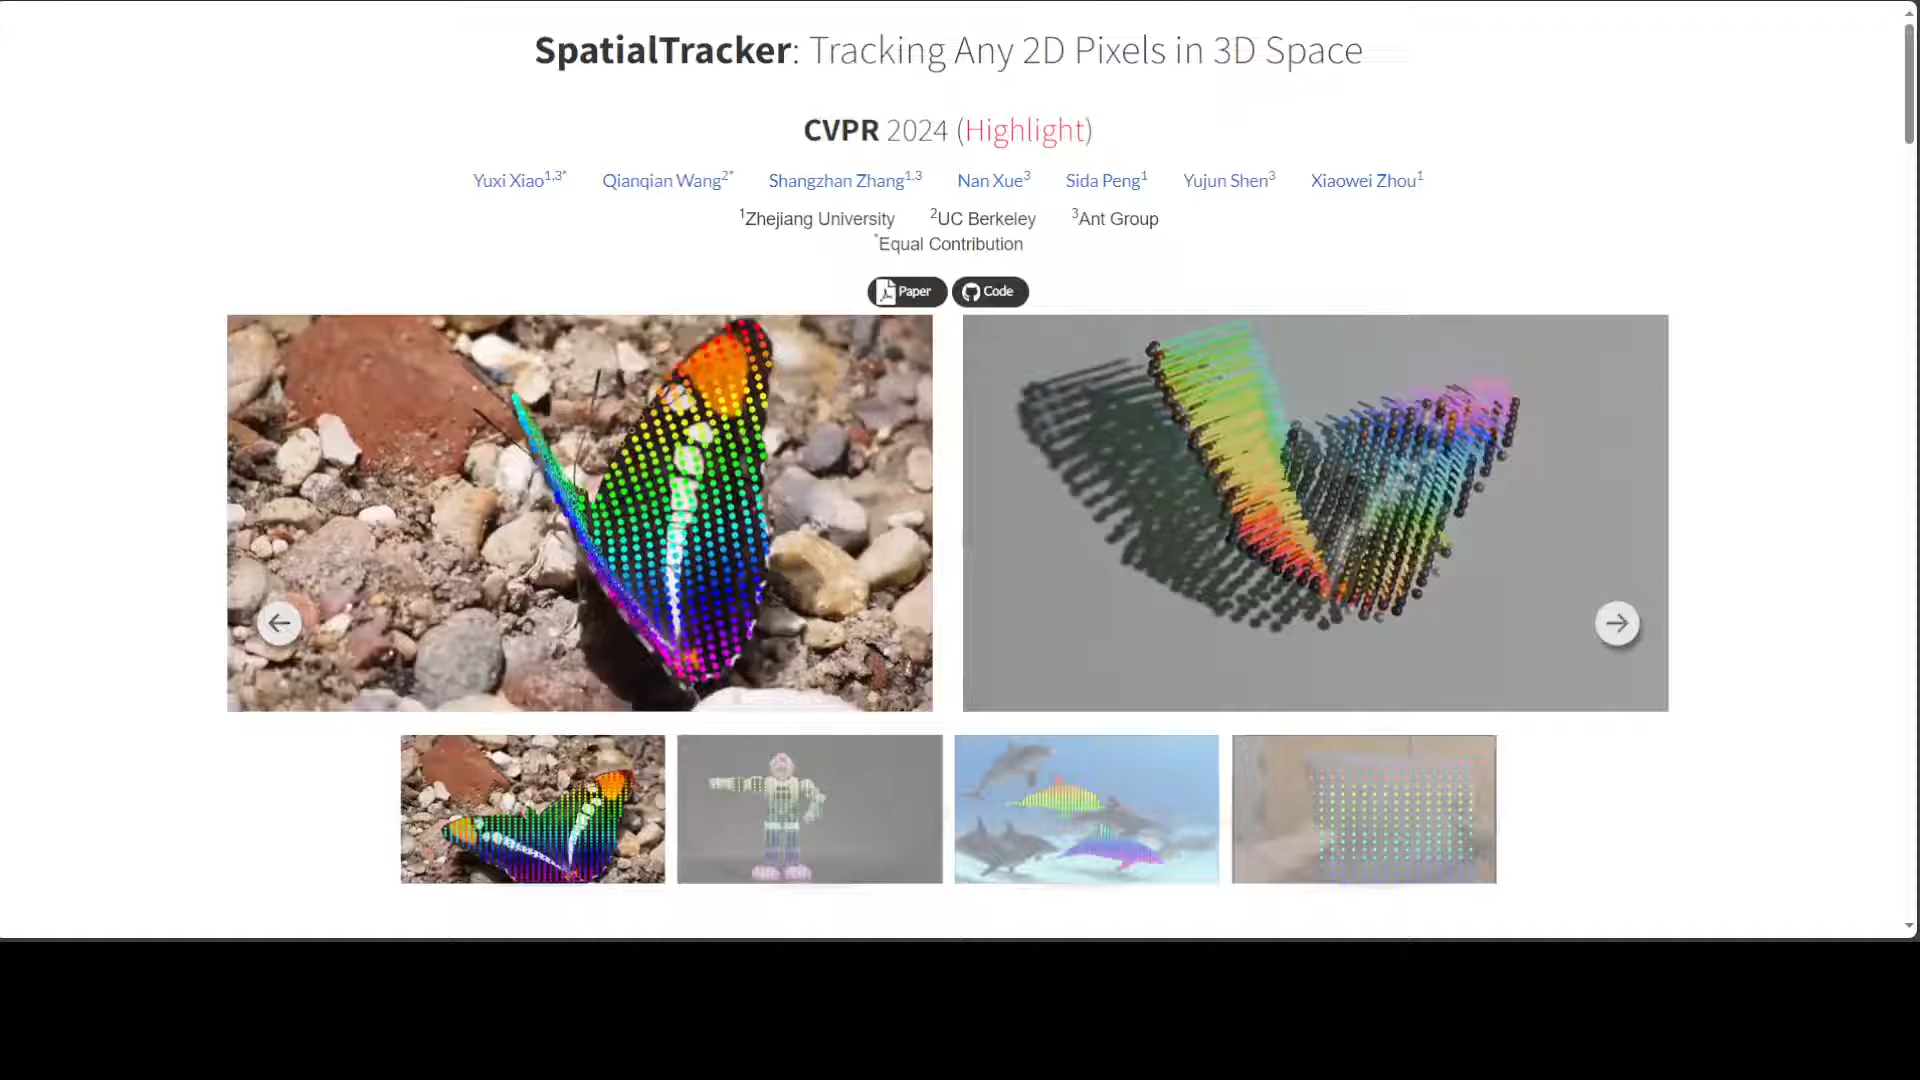 SpatialTracker: Tracking Any 2D Pixels in 3D Space
CVPR 2024 (Highlight)
Yuxi Xiao1,3* Qianqian Wang2* Shangzhan Zhang1,3 Nan Xue3 Sida Peng1 Yujun Shen3 Xiaowei Zhou1
1Zhejiang University 2UC Berkeley 3Ant Group
*Equal Contribution
Paper Code